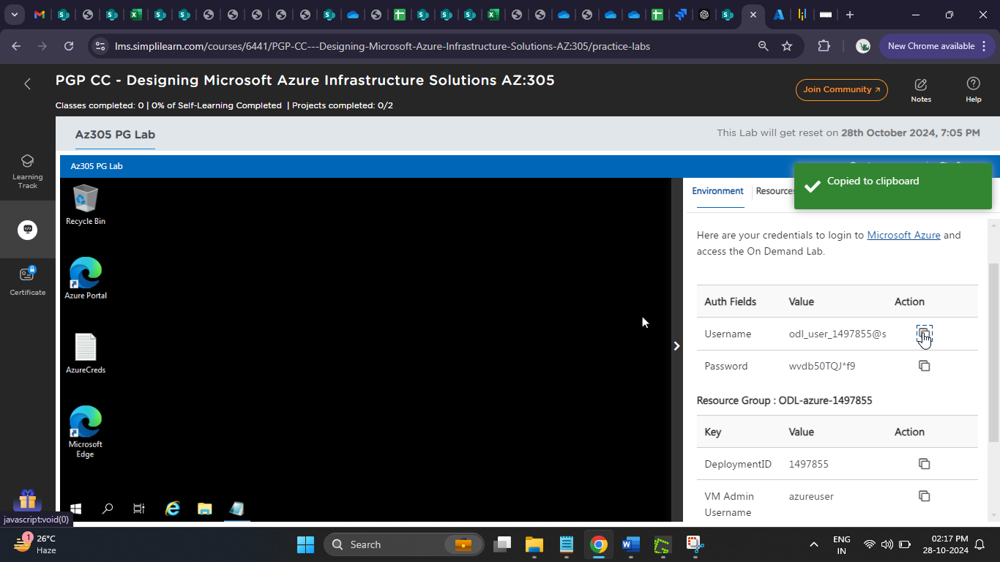 lms.simplilearn.com/courses/6441/PGP-CC---Designing-Microsoft-Azure-Infrastructure-Solutions-AZ:305/practice-labs
New Chrome available
PGP CC - Designing Microsoft Azure Infrastructure Solutions AZ:305
Classes completed: 0 | 0% of Self-Learning Completed | Projects completed: 0/2
Join Community
Notes
Help
Az305 PG Lab
This Lab will get reset on 28th October 2024, 7:05 PM
Learning
Track
Certificate
Az305 PG Lab
Copied to clipboard
Recycle Bin
Azure Portal
AzureCreds
Microsoft
Edge
Environment
Resources
Here are your credentials to login to Microsoft Azure and
access the On Demand Lab.
Auth Fields Value Action
Username odl_user_1497855@s
Password wvdb50TQJ*f9
Resource Group : ODL-azure-1497855
Key Value Action
DeploymentID 1497855
VM Admin azureuser
Username
javascript:void(0)
1
26°C
Haze
Search
ENG
IN
02:17 PM
28-10-2024